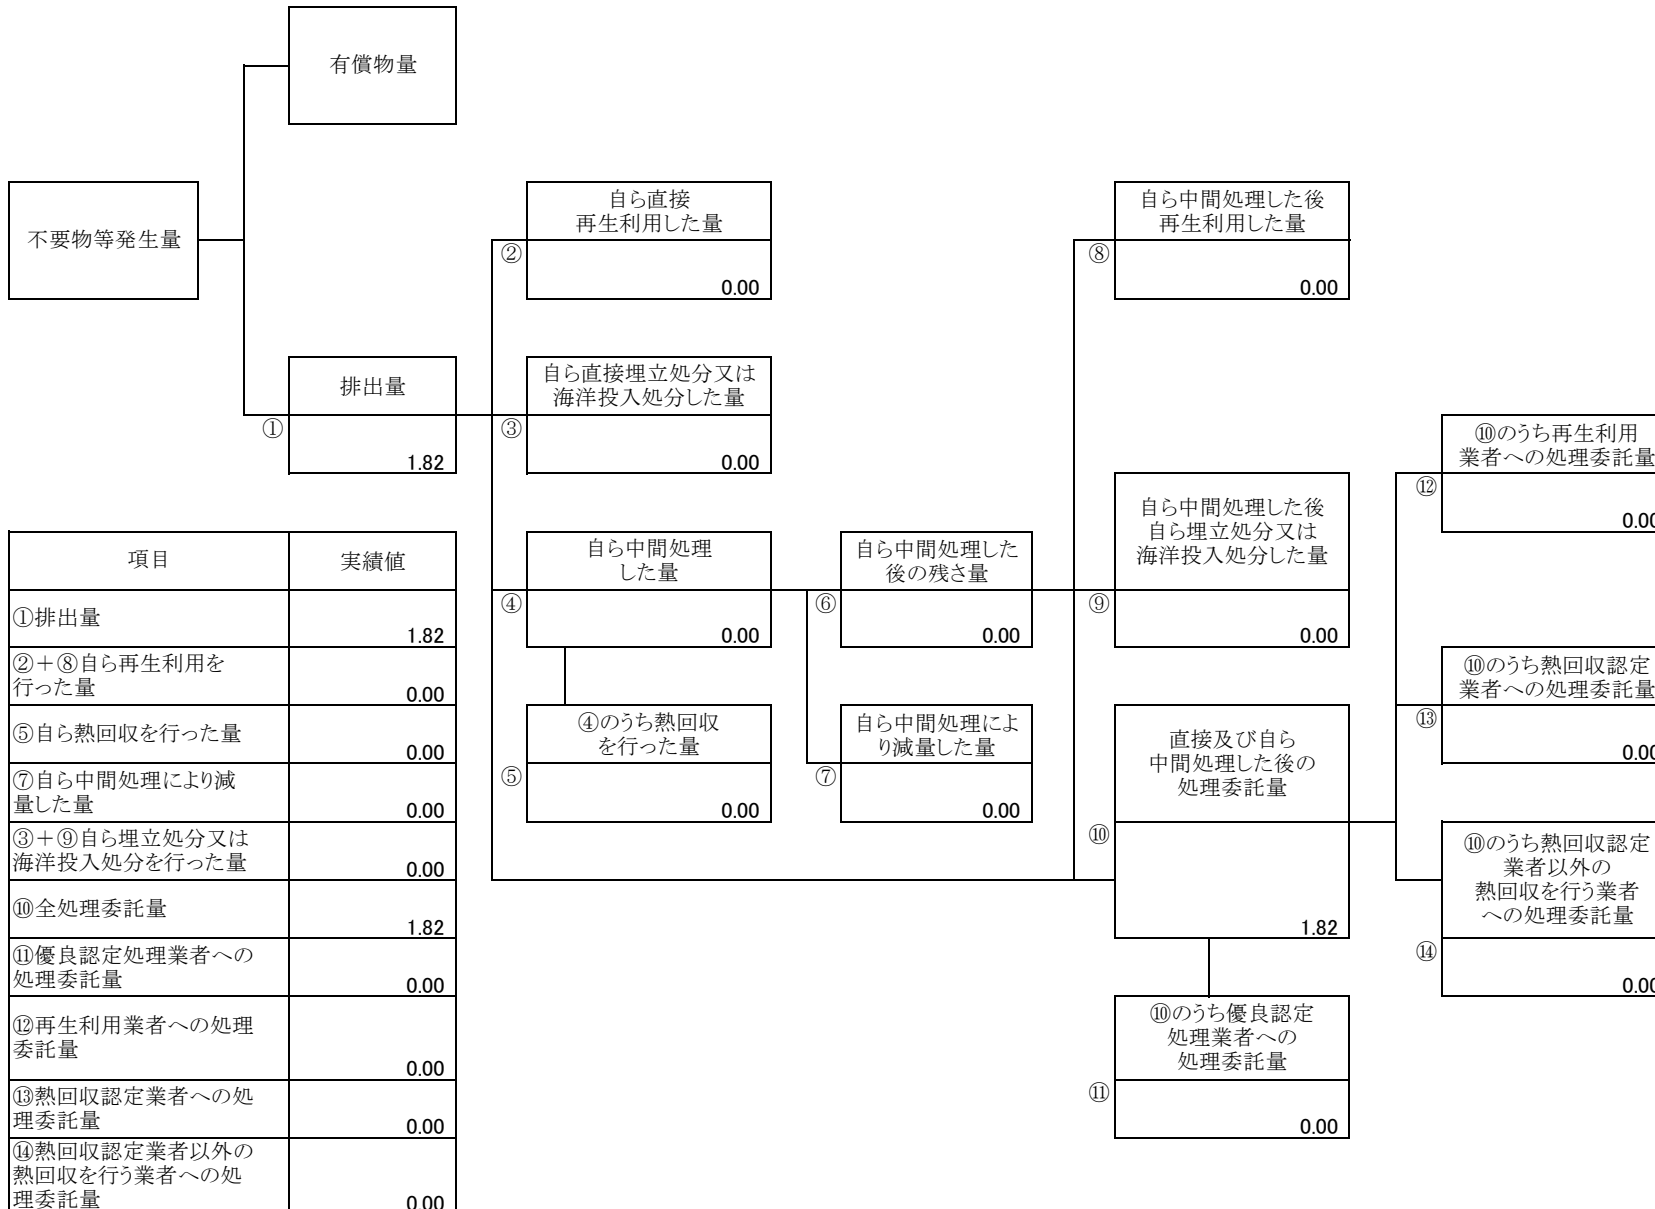 有償物量
不要物等発生量
自ら直接
再生利用した量
②
0.00
自ら中間処理した後
再生利用した量
⑧
0.00
排出量
①
1.82
自ら直接埋立処分又は
海洋投入処分した量
③
0.00
⑩のうち再生利用
業者への処理委託量
⑫
0.00
自ら中間処理した後
自ら埋立処分又は
海洋投入処分した量
⑨
0.00
自ら中間処理
した量
④
0.00
自ら中間処理した
後の残さ量
⑥
0.00
⑩のうち熱回収認定
業者への処理委託量
⑬
0.00
④のうち熱回収
を行った量
⑤
0.00
自ら中間処理によ
り減量した量
⑦
0.00
直接及び自ら
中間処理した後の
処理委託量
⑩
1.82
⑩のうち熱回収認定
業者以外の
熱回収を行う業者
への処理委託量
⑭
0.00
⑩のうち優良認定
処理業者への
処理委託量
⑪
0.00
項目
実績値
①排出量
1.82
②+⑧自ら再生利用を
行った量
0.00
⑤自ら熱回収を行った量
0.00
⑦自ら中間処理により減
量した量
0.00
③+⑨自ら埋立処分又は
海洋投入処分を行った量
0.00
⑩全処理委託量
1.82
⑪優良認定処理業者への
処理委託量
0.00
⑫再生利用業者への処理
委託量
0.00
⑬熱回収認定業者への処
理委託量
0.00
⑭熱回収認定業者以外の
熱回収を行う業者への処
理委託量
0.00